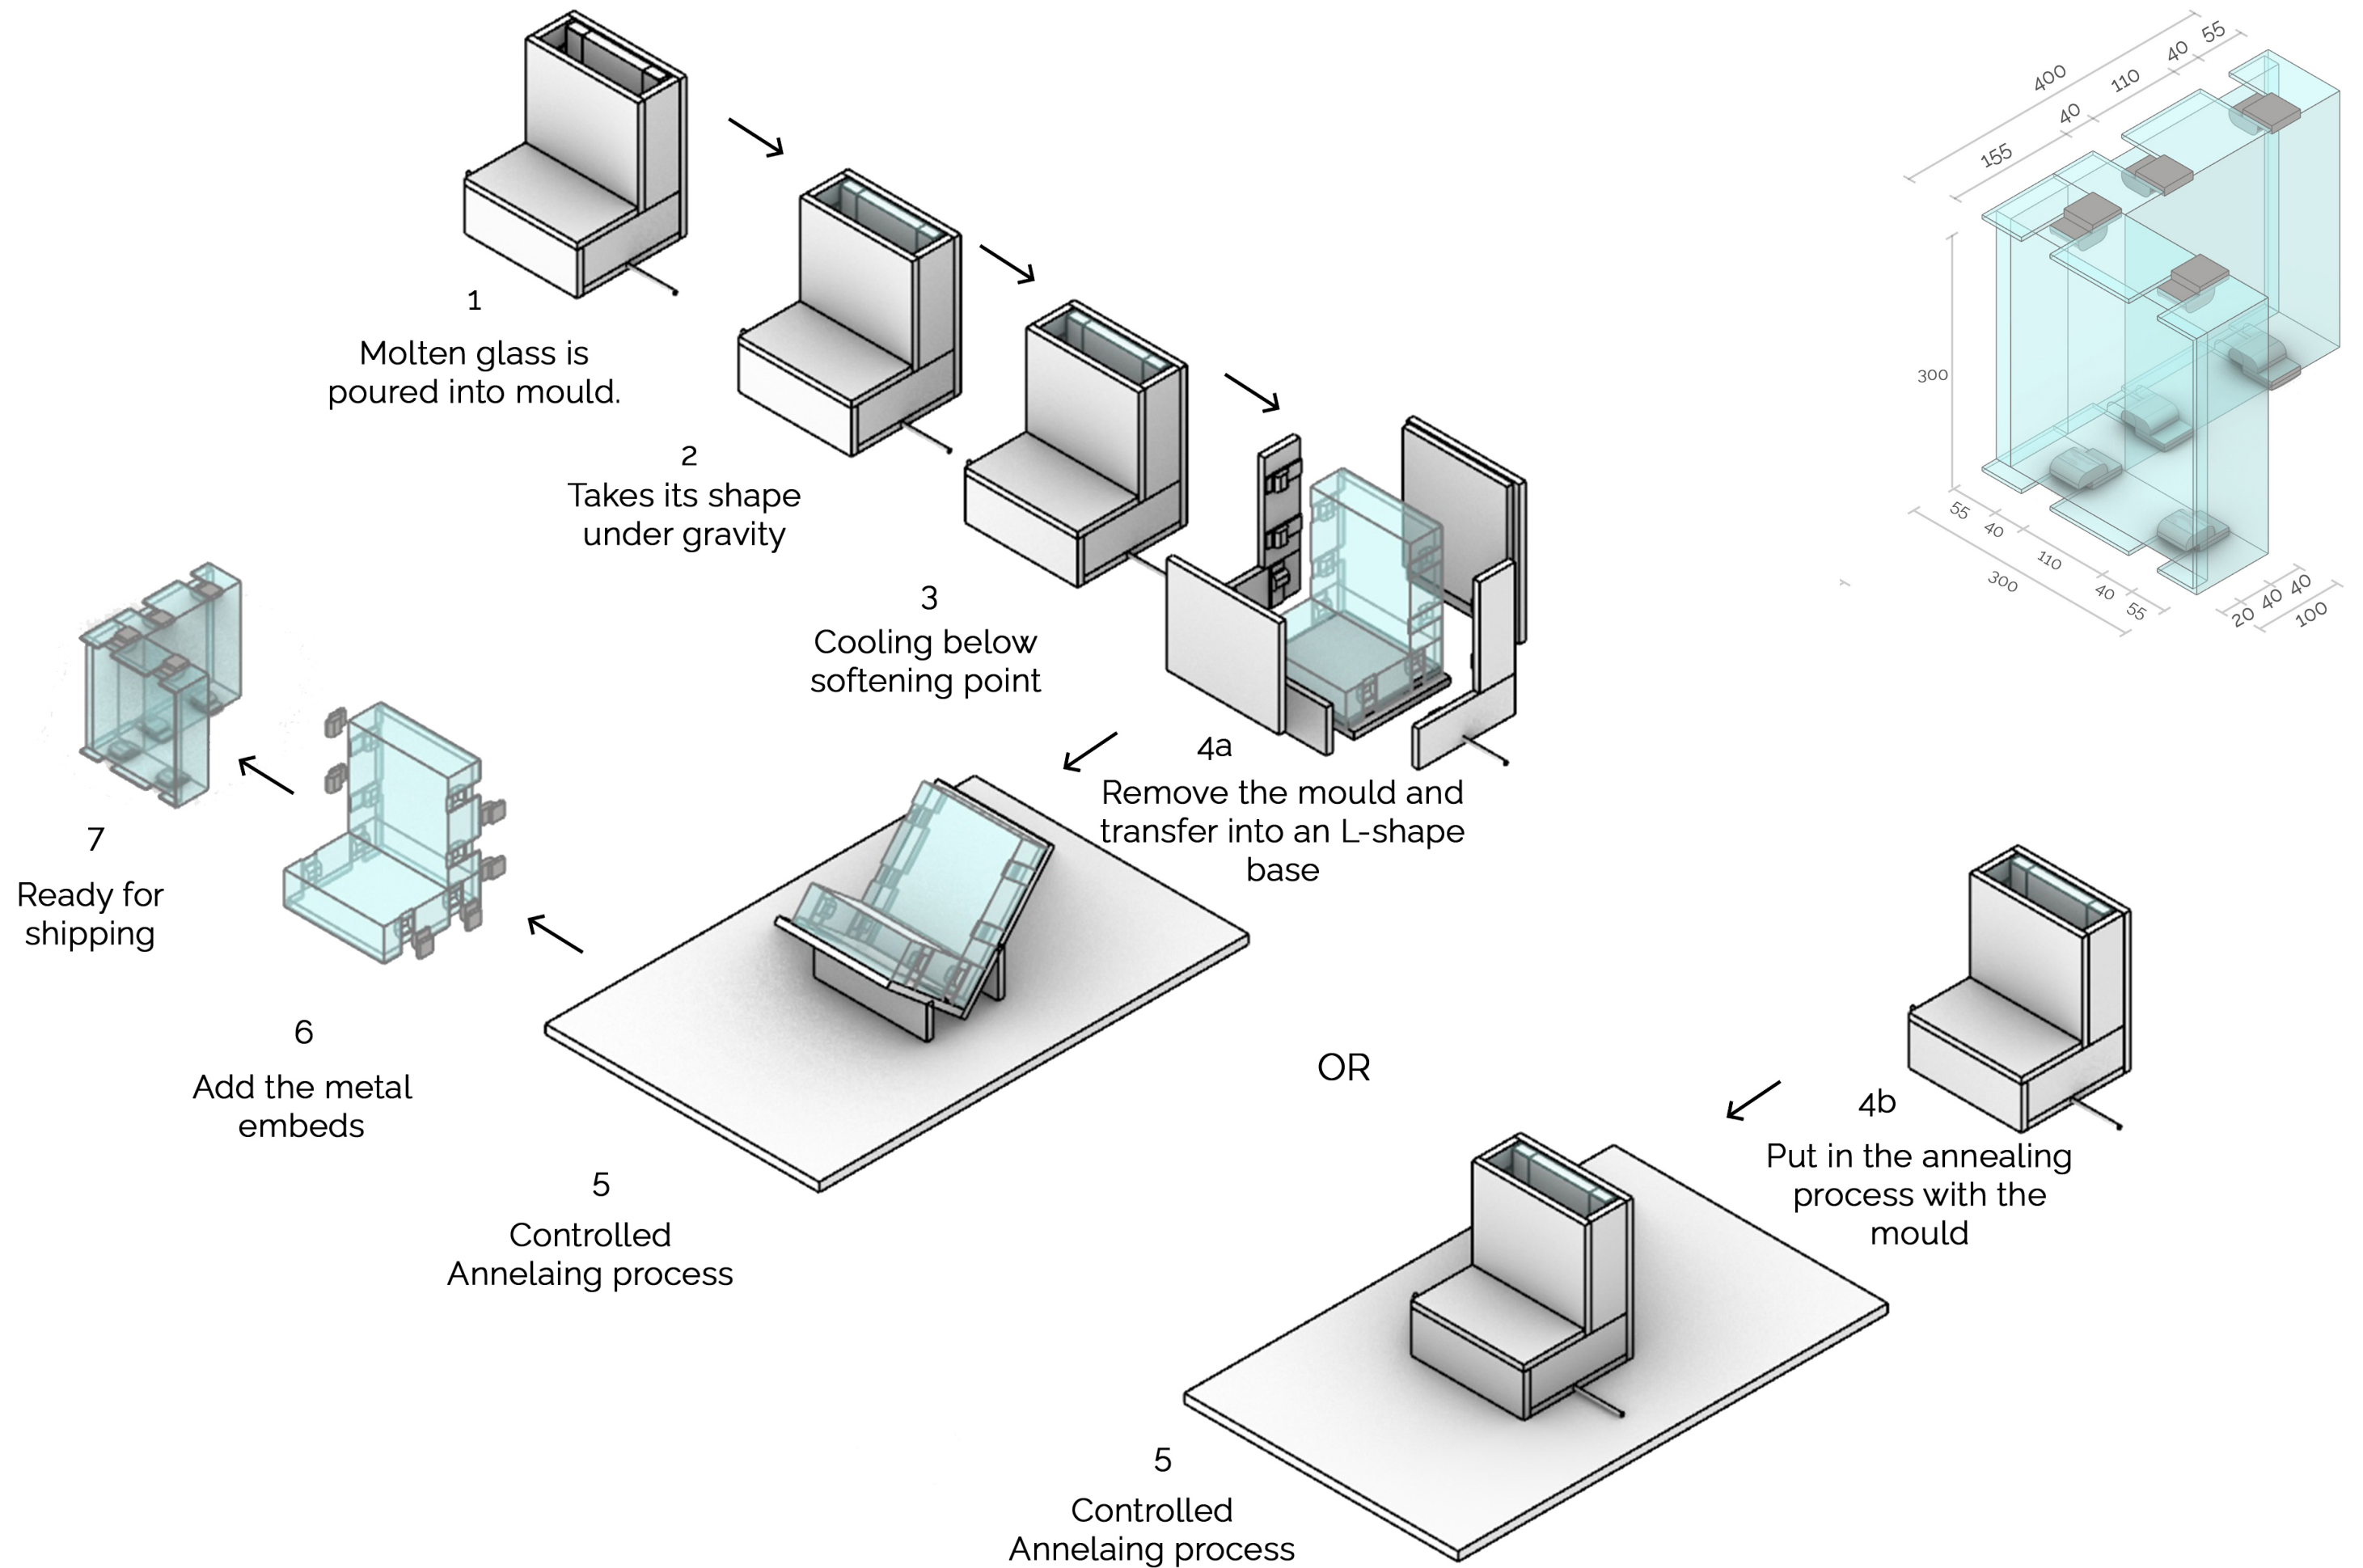 1
Molten glass is
poured into mould.
2
Takes its shape
under gravity
3
Cooling below
softening point
4a
Remove the mould and
transfer into an L-shape
base
5
Controlled
Annelaing process
6
Add the metal
embeds
7
Ready for
shipping
OR
4b
Put in the annealing
process with the
mould
5
Controlled
Annelaing process
400
155
40
110
40
55
300
55
40
110
40
55
300
20
40
40
100